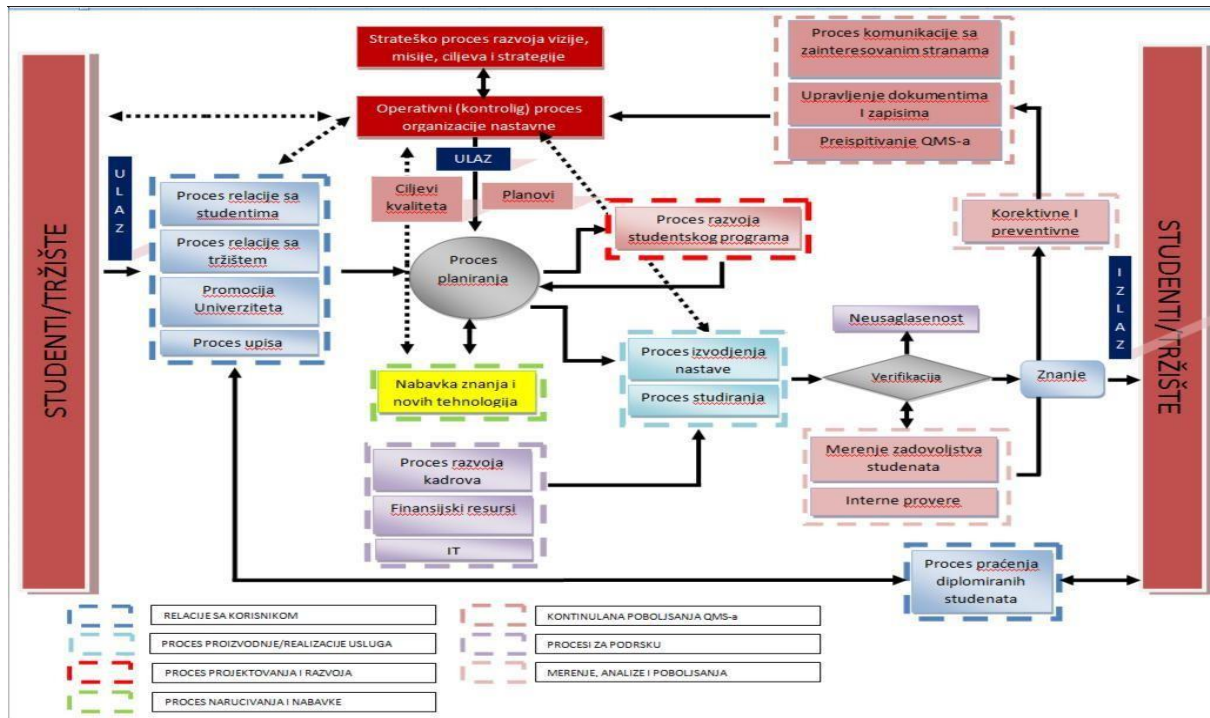 STUDENTI/TRŽIŠTE
ULAZ
Strateško proces razvoja vizije,
misije, ciljeva i strategije
Operativni (kontrolig) proces
organizacije nastavne
ULAZ
Ciljevi
kvaliteta
Planovi
Proces relacije sa
studentima
Proces relacije sa
tržištem
Promocija
Univerziteta
Proces upisa
Proces
planiranja
Proces razvoja
studentskog programa
Nabavka znanja i
novih tehnologija
Proces razvoja
kadrova
Finansijski resursi
IT
Proces izvodjenja
nastave
Proces studiranja
Neusaglasenost
Verifikacija
Znanje
Merenje zadovoljstva
studenata
Interne provere
Proces komunikacije sa
zainteresovanim stranama
Upravljanje dokumentima
I zapisima
Preispitivanje QMS-a
Korektivne I
preventivne
IZLAZ
STUDENTI/TRŽIŠTE
Proces praćenja
diplomiranih
studenata
RELACIJE SA KORISNIKOM
PROCES PROIZVODNJE/REALIZACIJE USLUGA
PROCES PROJEKTOVANJA I RAZVOJA
PROCES NARUCIVANJA I NABAVKE
KONTINULANA POBOLJSANJA QMS-a
PROCESI ZA PODRSKU
MERENJE, ANALIZE I POBOLJSANJA